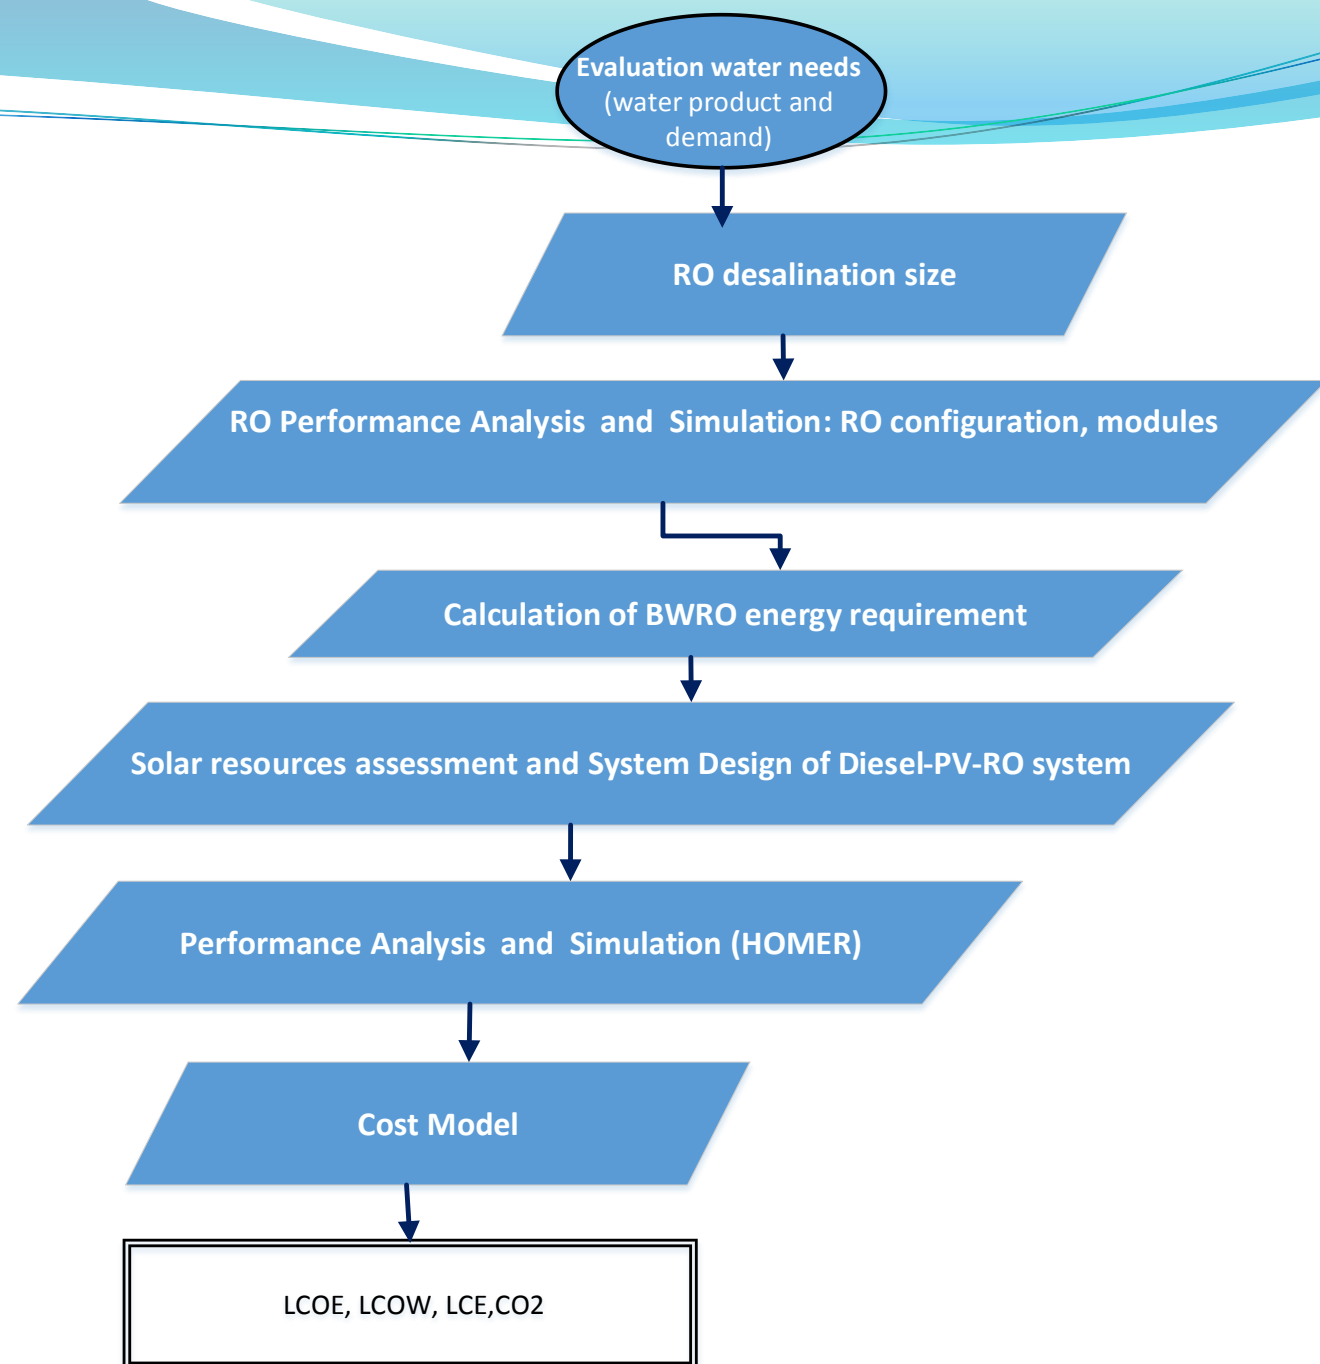 Evaluation water needs
(water product and
demand)
RO desalination size
RO Performance Analysis  and  Simulation: RO configuration, modules
Calculation of BWRO energy requirement
Solar resources assessment and System Design of Diesel-PV-RO system
Performance Analysis  and  Simulation (HOMER)
Cost Model
LCOE, LCOW, LCE,CO2